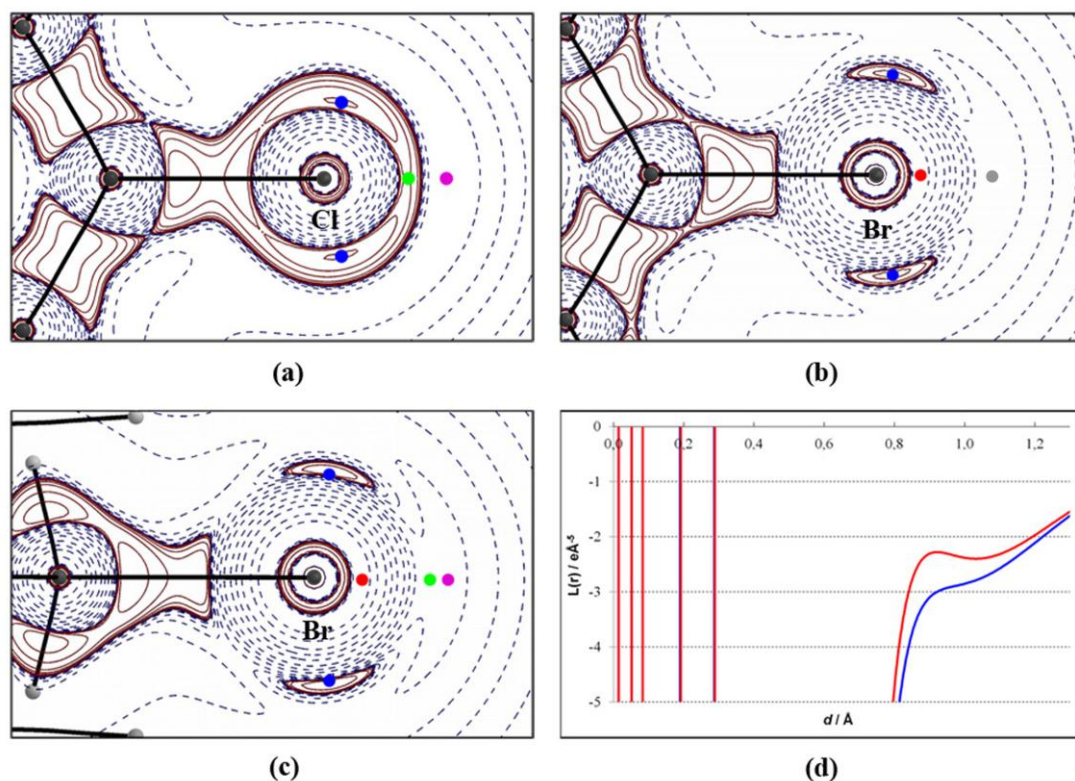 Cl
(a)
Br
(b)
Br
(c)
0
0,0
0,2
0,4
0,6
0,8
1,0
1,2
-1
-2
-3
-4
-5
L(r) / eÅ⁻⁵
d / Å
(d)